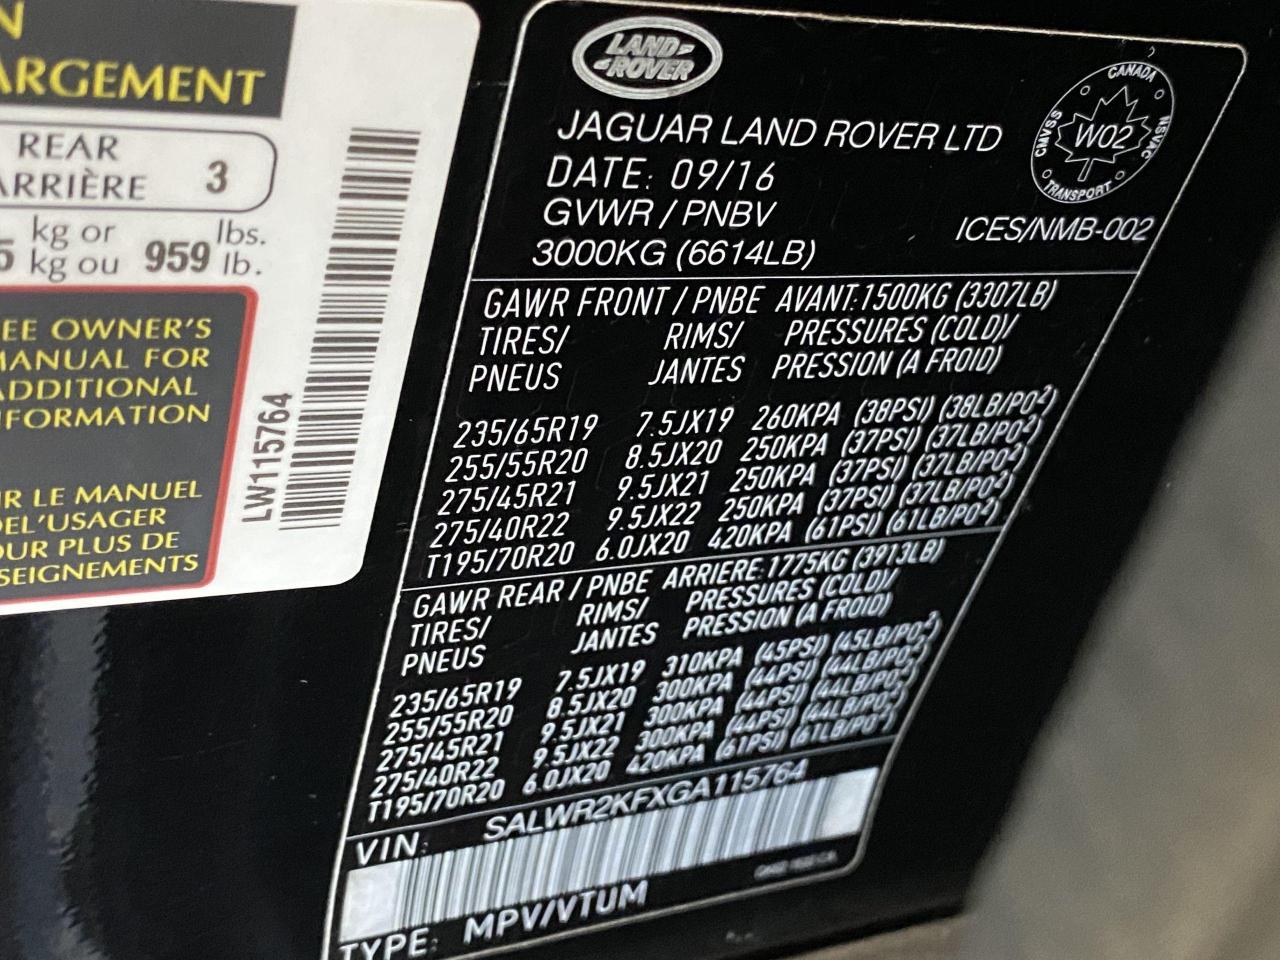 N
ARGEMENT
REAR
ARRIÈRE 3
5 kg or 959 lbs.
kg ou lb.
EE OWNER'S
MANUAL FOR
ADDITIONAL
NFORMATION
R LE MANUEL
DEL'USAGER
OUR PLUS DE
SEIGNEMENTS
LW115764
LAND-
-ROVER
JAGUAR LAND ROVER LTD
DATE: 09/16
GVWR / PNBV
3000KG (6614LB)
CANADA
CMVSS W02 NSVAC
TRANSPORT
ICES/NMB-002
GAWR FRONT / PNBE AVANT:1500KG (3307LB)
TIRES/ RIMS/ PRESSURES (COLD)/
PNEUS JANTES PRESSION (A FROID)
235/65R19 7.5JX19 260KPA (38PSI) (38LB/PO²)
255/55R20 8.5JX20 250KPA (37PSI) (37LB/PO²)
275/45R21 9.5JX21 250KPA (37PSI) (37LB/PO²)
275/40R22 9.5JX22 250KPA (37PSI) (37LB/PO²)
T195/70R20 6.0JX20 420KPA (61PSI) (61LB/PO²)
GAWR REAR / PNBE ARRIERE:1775KG (3913LB)
TIRES/ RIMS/ PRESSURES (COLD)/
PNEUS JANTES PRESSION (A FROID)
235/65R19 7.5JX19 310KPA (45PSI) (45LB/PO²)
255/55R20 8.5JX20 300KPA (44PSI) (44LB/PO²)
275/45R21 9.5JX21 300KPA (44PSI) (44LB/PO²)
275/40R22 9.5JX22 300KPA (44PSI) (44LB/PO²)
T195/70R20 6.0JX20 420KPA (61PSI) (61LB/PO²)
VIN: SALWR2KFXGA115764
TYPE: MPV/VTUM